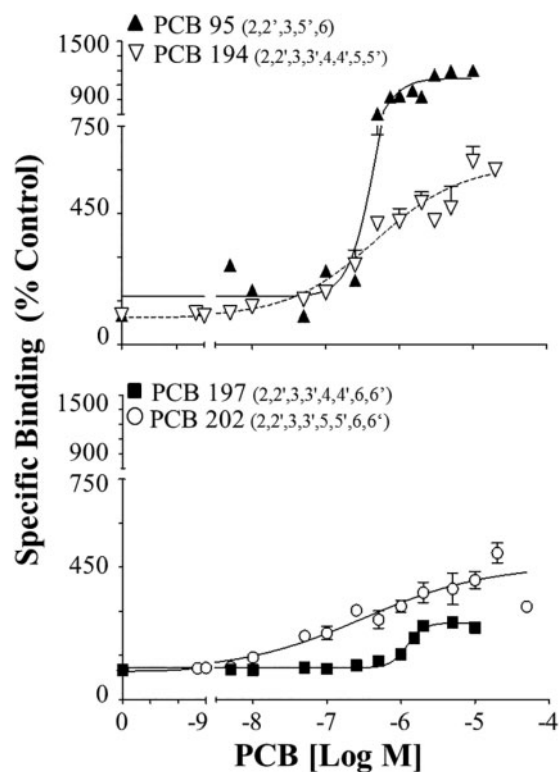 ▲ PCB 95 (2,2',3,5',6)
▽ PCB 194 (2,2',3,3',4,4',5,5')
1500
1200
900
750
450
0
■ PCB 197 (2,2',3,3',4,4',6,6')
○ PCB 202 (2,2',3,3',5,5',6,6')
1500
1200
900
750
450
0
Specific Binding (% Control)
0 -9 -8 -7 -6 -5 -4
PCB [Log M]